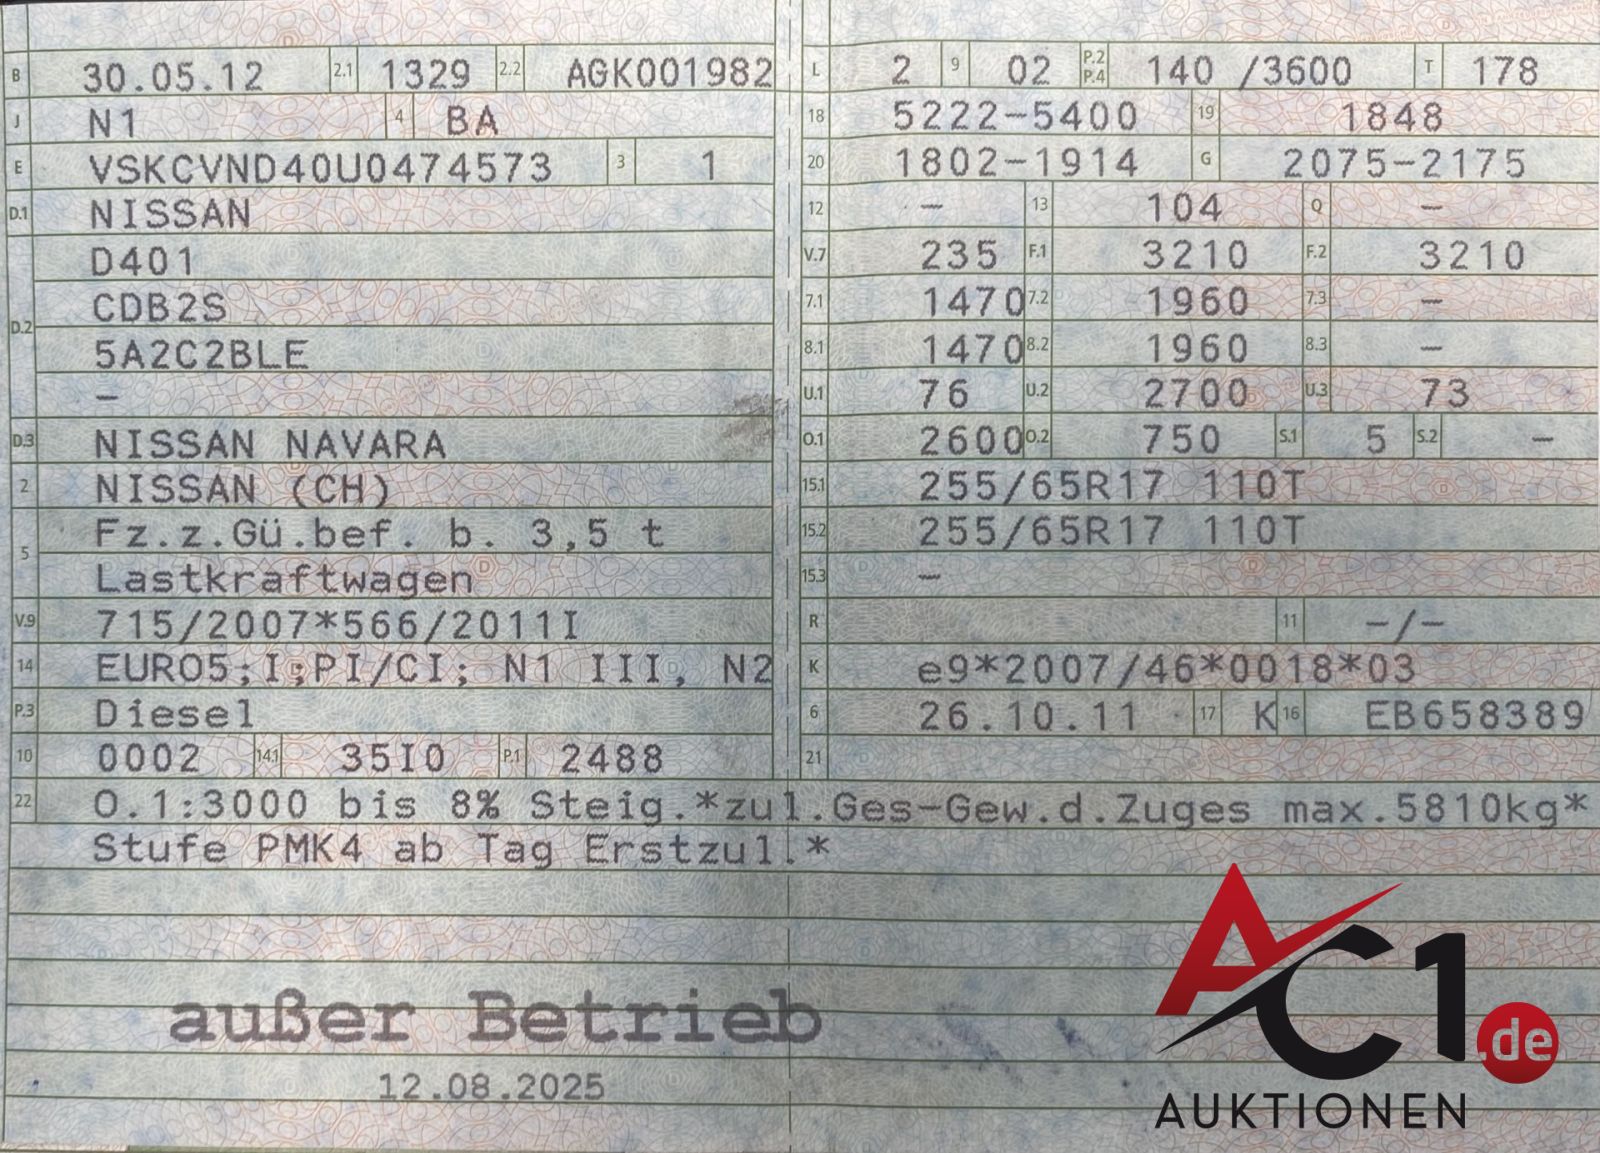 B 30.05.12 2.1 1329 2.2 AGK001982
J N1 4 BA
E VSKCVND40U0474573 3 1
D.1 NISSAN
D401
CDB2S
D.2
5A2C2BLE
–
D.3 NISSAN NAVARA
2 NISSAN (CH)
Fz.z.Gü.bef. b. 3,5 t
5
Lastkraftwagen
V.9 715/2007*566/2011I
14 EURO5;I;PI/CI; N1 III, N2
P.3 Diesel
10 0002 14.1 35I0 P.1 2488
L 2 9 02 P.2 P.4 140 /3600 T 178
18 5222–5400 19 1848
20 1802–1914 G 2075–2175
12 – 13 104 Q –
V.7 235 F.1 3210 F.2 3210
7.1 1470 7.2 1960 7.3 –
8.1 1470 8.2 1960 8.3 –
U.1 76 U.2 2700 U.3 73
O.1 2600 O.2 750 S.1 5 S.2 –
15.1 255/65R17 110T
15.2 255/65R17 110T
15.3 –
R 11 –/–
K e9*2007/46*0018*03
6 26.10.11 17 K 16 EB658389
21
22 O.1:3000 bis 8% Steig.*zul.Ges–Gew.d.Zuges max.5810kg*
Stufe PMK4 ab Tag Erstzul.*
außer Betrieb
12.08.2025
AC1.de
AUKTIONEN